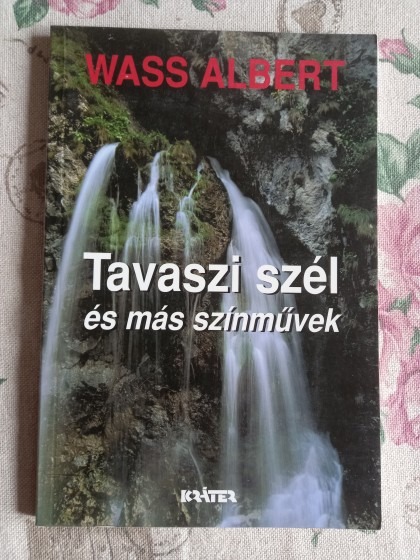 WASS ALBERT
Tavaszi szél
és más színművek
KRÁTER